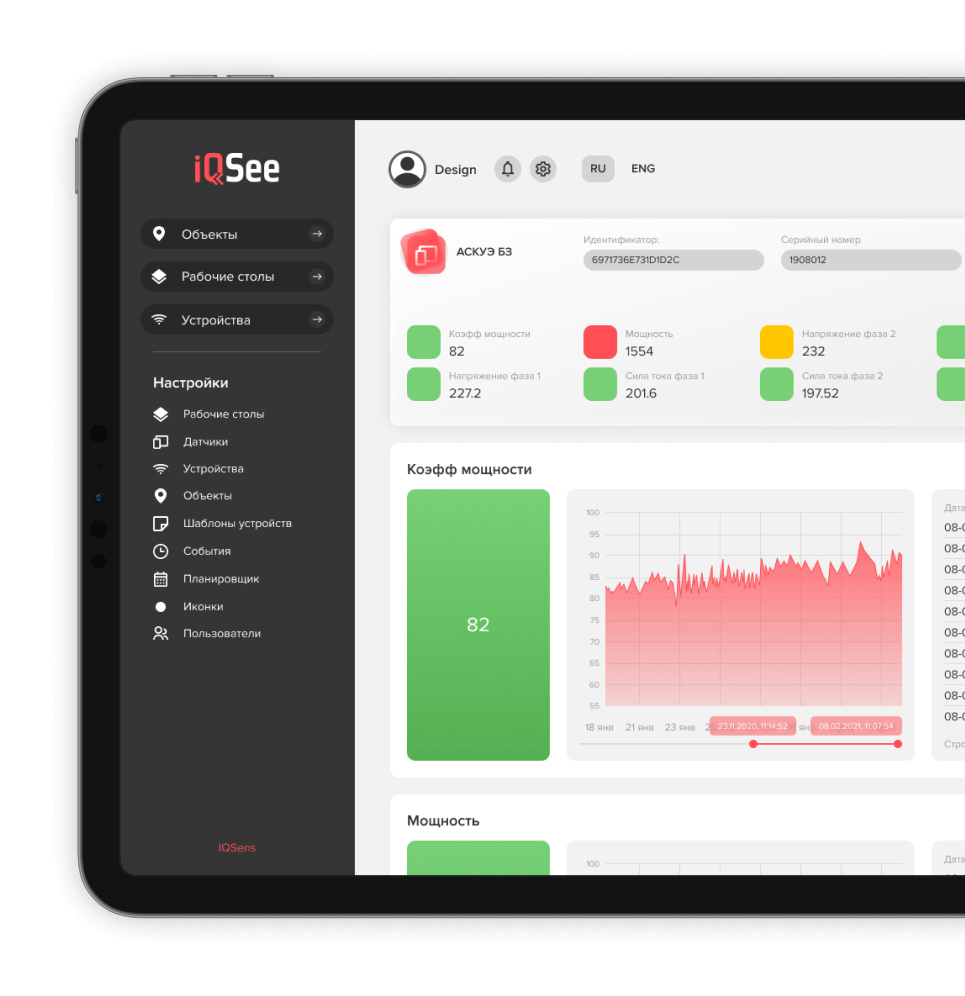 iQSee
Объекты
Рабочие столы
Устройства
Настройки
Рабочие столы
Датчики
Устройства
Объекты
Шаблоны устройств
События
Планировщик
Иконки
Пользователи
IQSens
Design RU ENG
АСКУЭ БЗ
Идентификатор: Серийный номер
6971736E731D1D2C 1908012
Коэфф мощности Мощность Напряжение фаза 2
82 1554 232
Напряжение фаза 1 Сила тока фаза 1 Сила тока фаза 2
227.2 201.6 197.52
Коэфф мощности
82
100
95
90
85
80
75
70
65
60
55
18 янв 21 янв 23 янв 2 23.11.2020, 11:14:52 ян 08.02.2021, 11:07:54
Дата
08-0
08-0
08-0
08-0
08-0
08-0
08-0
08-0
08-0
08-0
Стро
Мощность
100
Дата